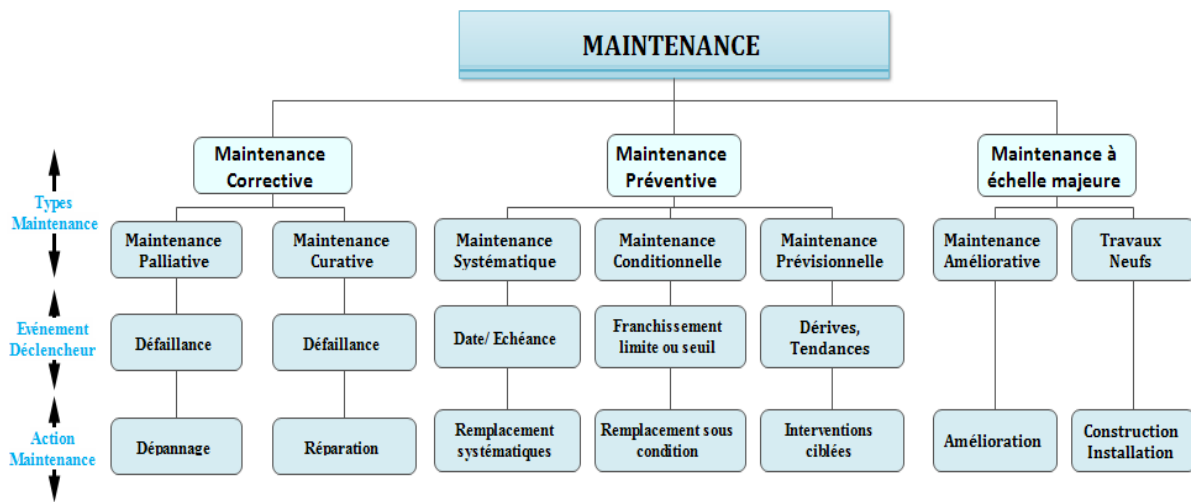 MAINTENANCE
Maintenance
Corrective
Maintenance
Préventive
Maintenance à
échelle majeure
Types
Maintenance
Maintenance
Palliative
Maintenance
Curative
Maintenance
Systématique
Maintenance
Conditionnelle
Maintenance
Prévisionnelle
Maintenance
Améliorative
Travaux
Neufs
Evénement
Déclencheur
Défaillance
Défaillance
Date/ Echéance
Franchissement
limite ou seuil
Dérives,
Tendances
Action
Maintenance
Dépannage
Réparation
Remplacement
systématiques
Remplacement sous
condition
Interventions
ciblées
Amélioration
Construction
Installation